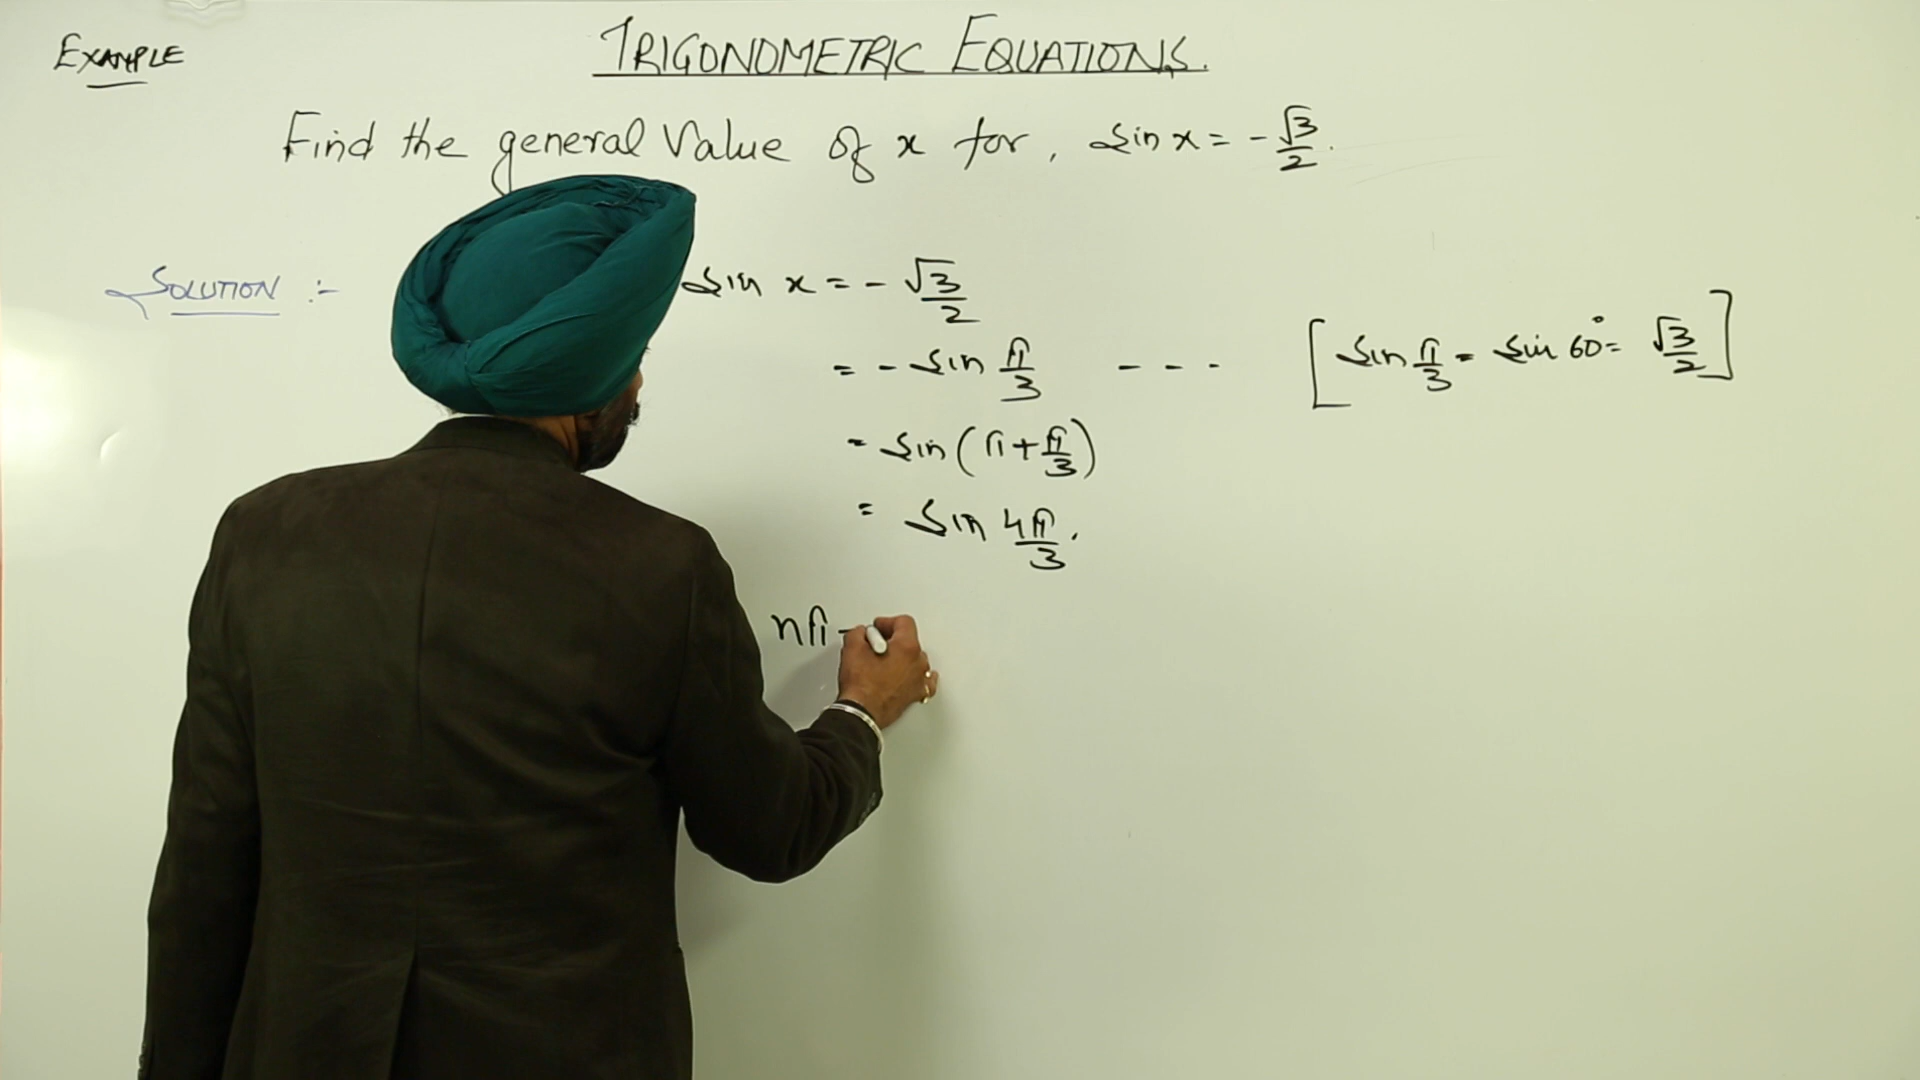 EXAMPLE
TRIGONOMETRIC EQUATIONS.
Find the general Value of x for, sin x = -√3/2.
SOLUTION :-
sin x = - √3/2
= - sin π/3 - - - [sin π/3 = sin 60° = √3/2]
= sin (π + π/3)
= sin 4π/3.
nπ